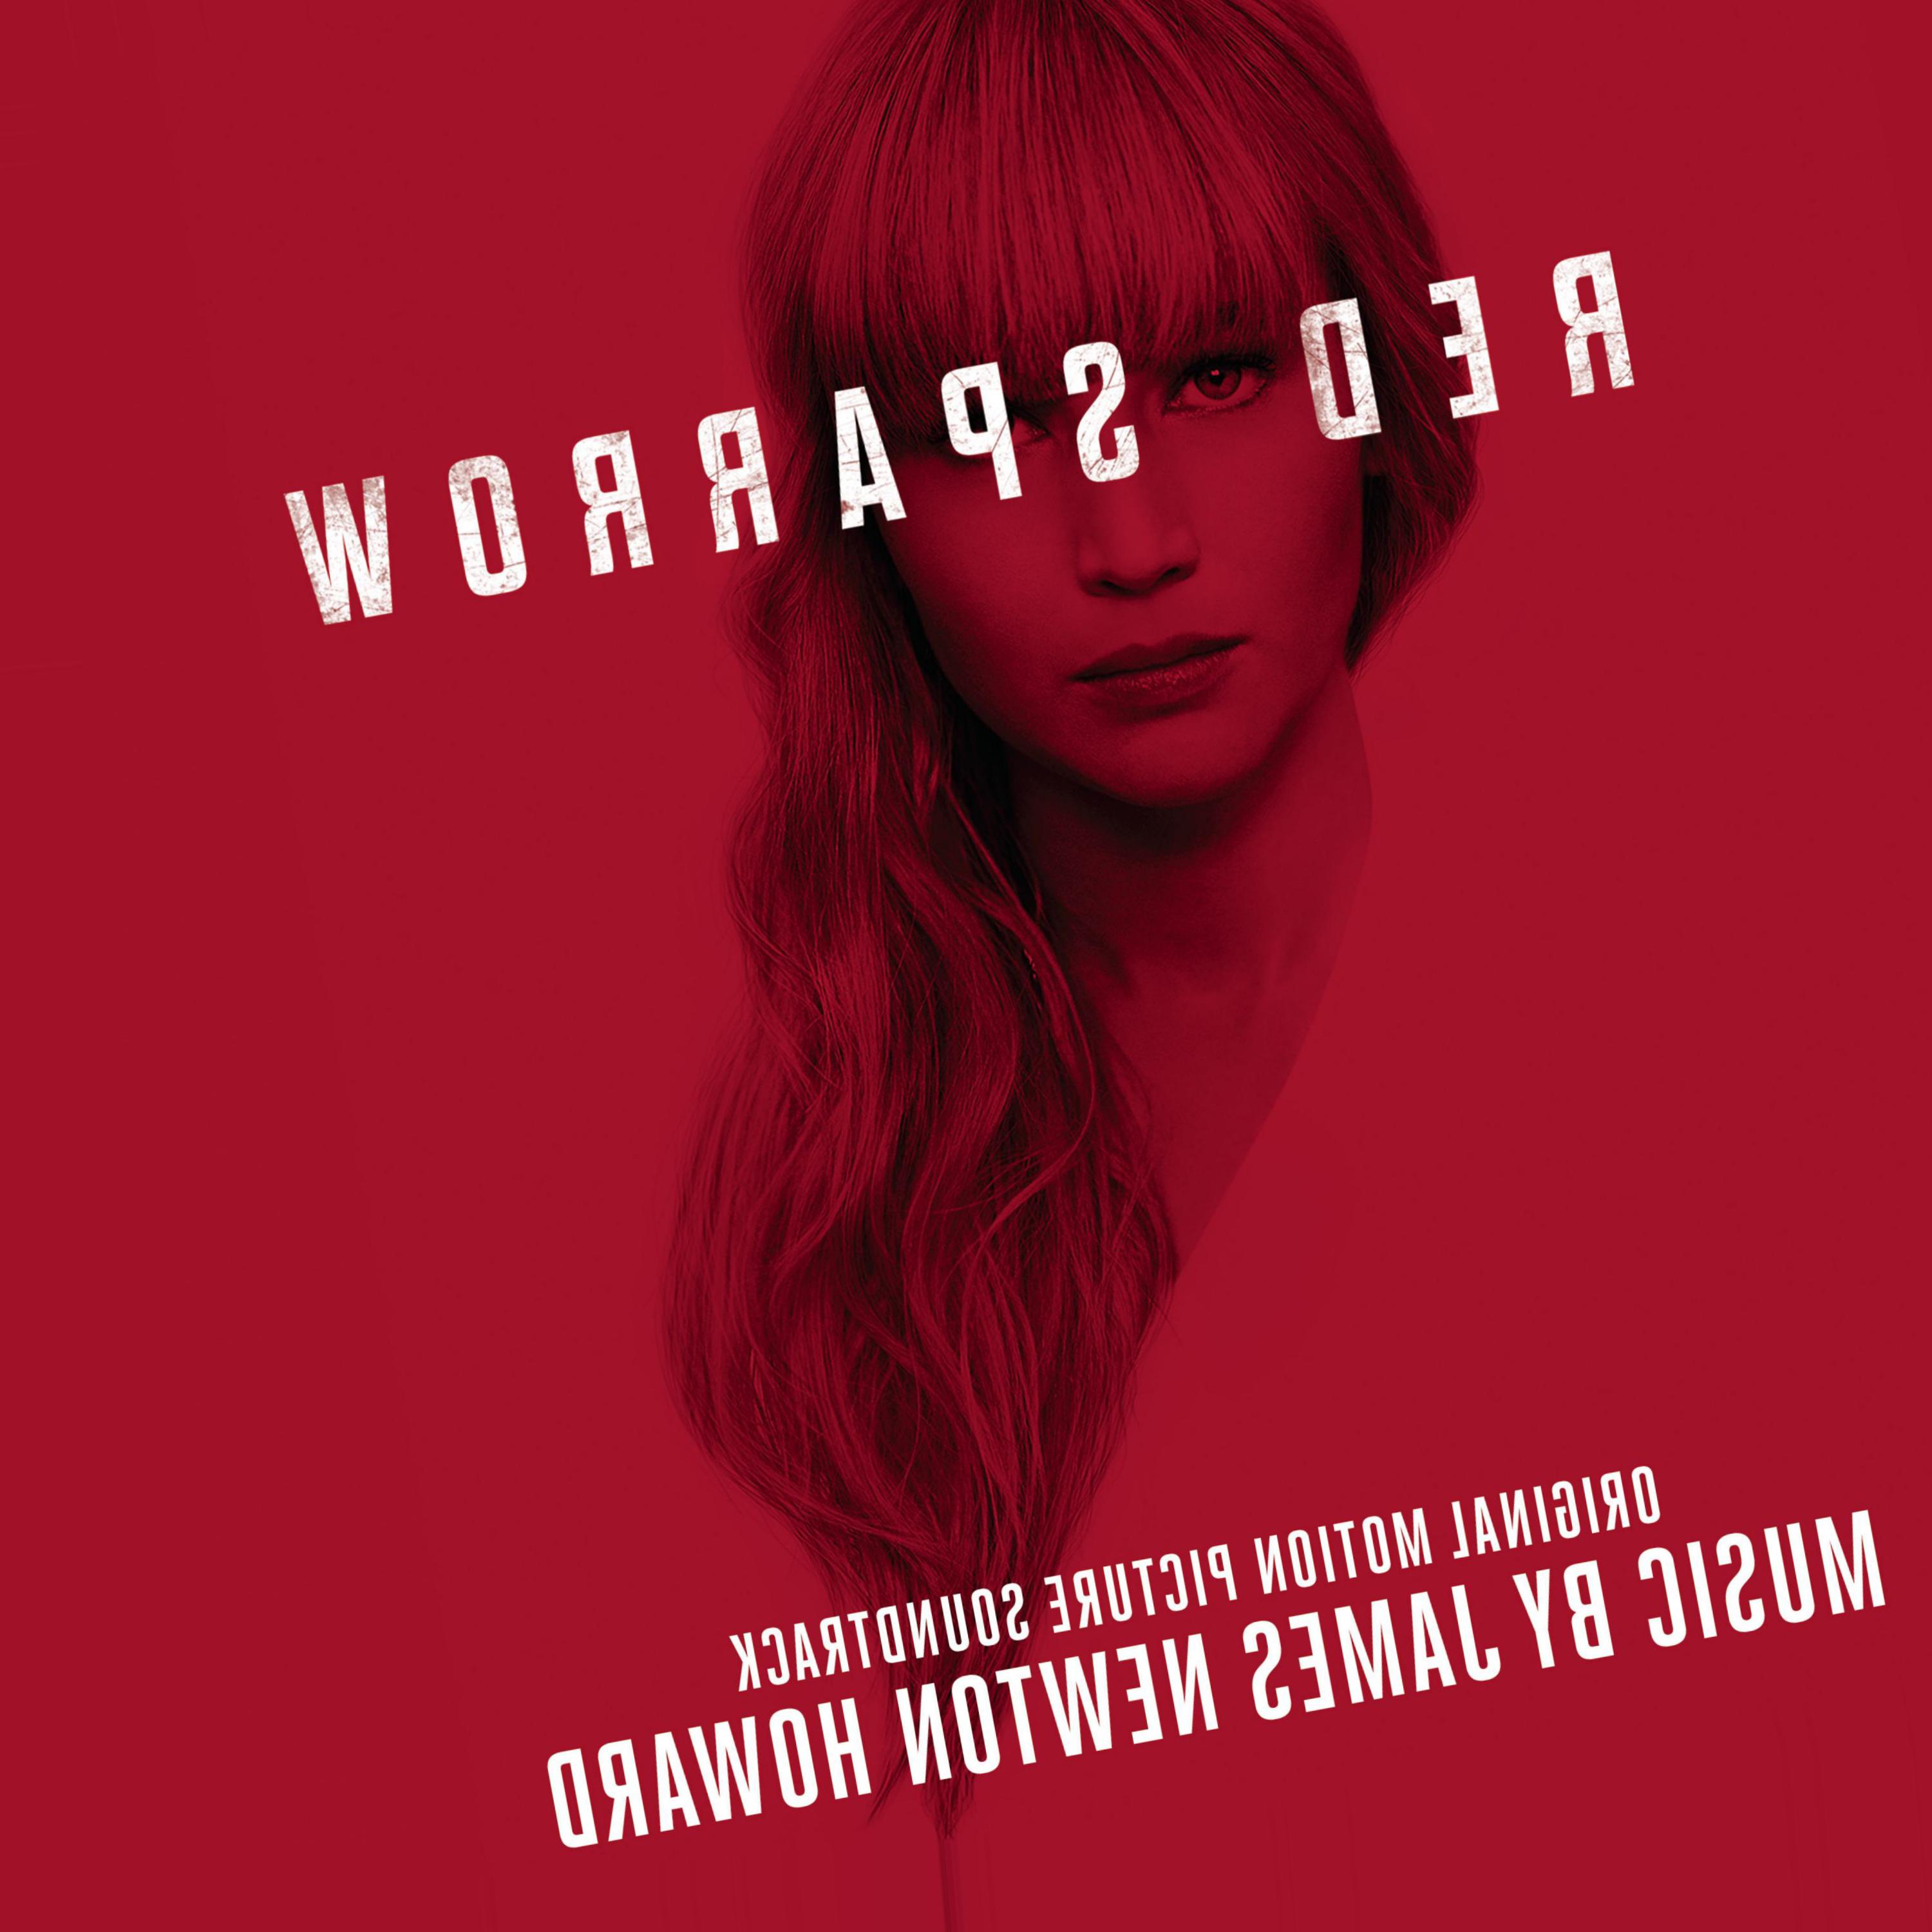 RED SPARROW
ORIGINAL MOTION PICTURE SOUNDTRACK
MUSIC BY JAMES NEWTON HOWARD